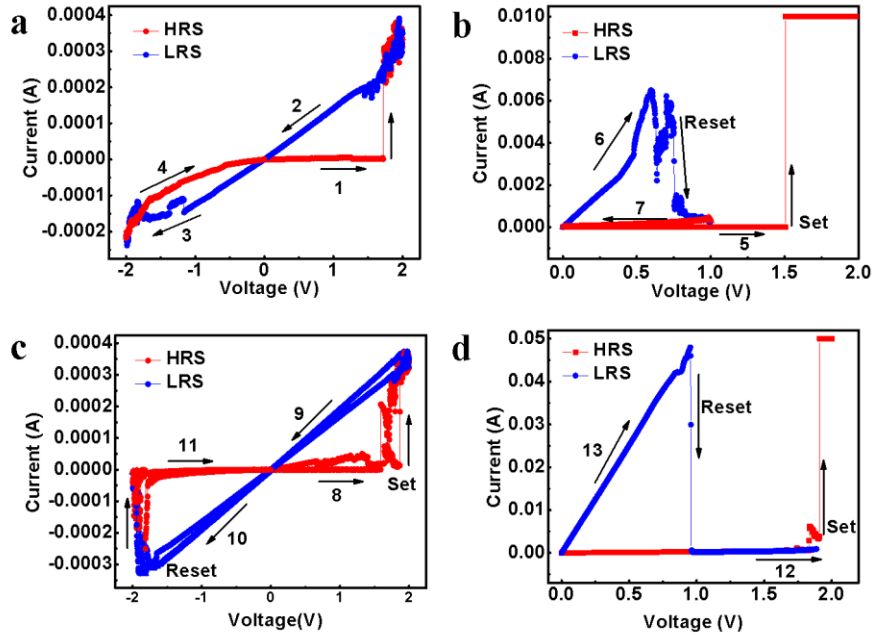 a
0.0004
0.0003
0.0002
0.0001
0.0000
-0.0001
-0.0002
Current (A)
HRS
LRS
2
4
1
3
-2
-1
0
1
2
Voltage (V)
b
0.010
0.008
0.006
0.004
0.002
0.000
Current (A)
HRS
LRS
6
Reset
7
5
Set
0.0
0.5
1.0
1.5
2.0
Voltage (V)
c
0.0004
0.0003
0.0002
0.0001
0.0000
-0.0001
-0.0002
-0.0003
Current (A)
HRS
LRS
9
11
8
Set
10
Reset
-2
-1
0
1
2
Voltage(V)
d
0.05
0.04
0.03
0.02
0.01
0.00
Current (A)
HRS
LRS
Reset
13
Set
12
0.0
0.5
1.0
1.5
2.0
Voltage (V)